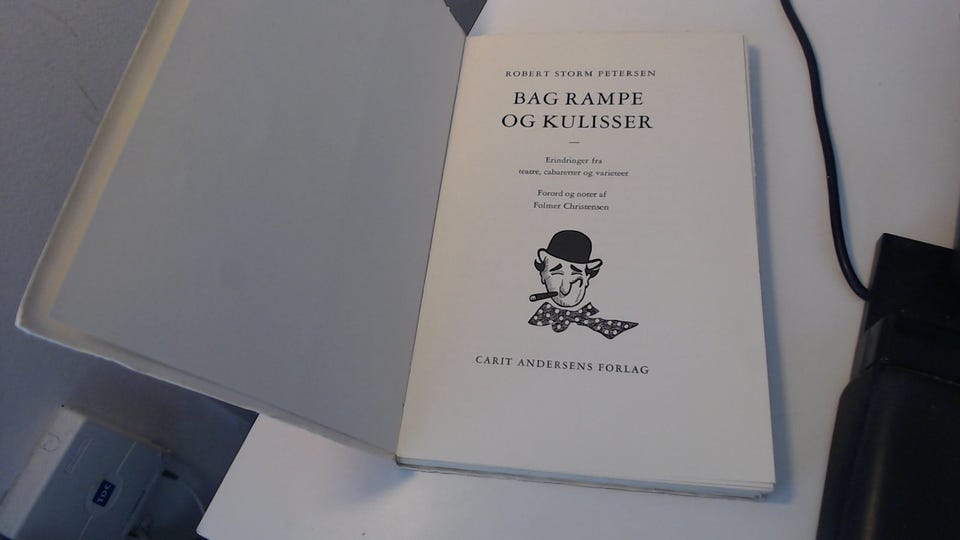 ROBERT STORM PETERSEN
BAG RAMPE
OG KULISSER
Erindringer fra
teatre, cabaretter og varieteer
Forord og noter af
Folmer Christensen
CARIT ANDERSENS FORLAG
TDC